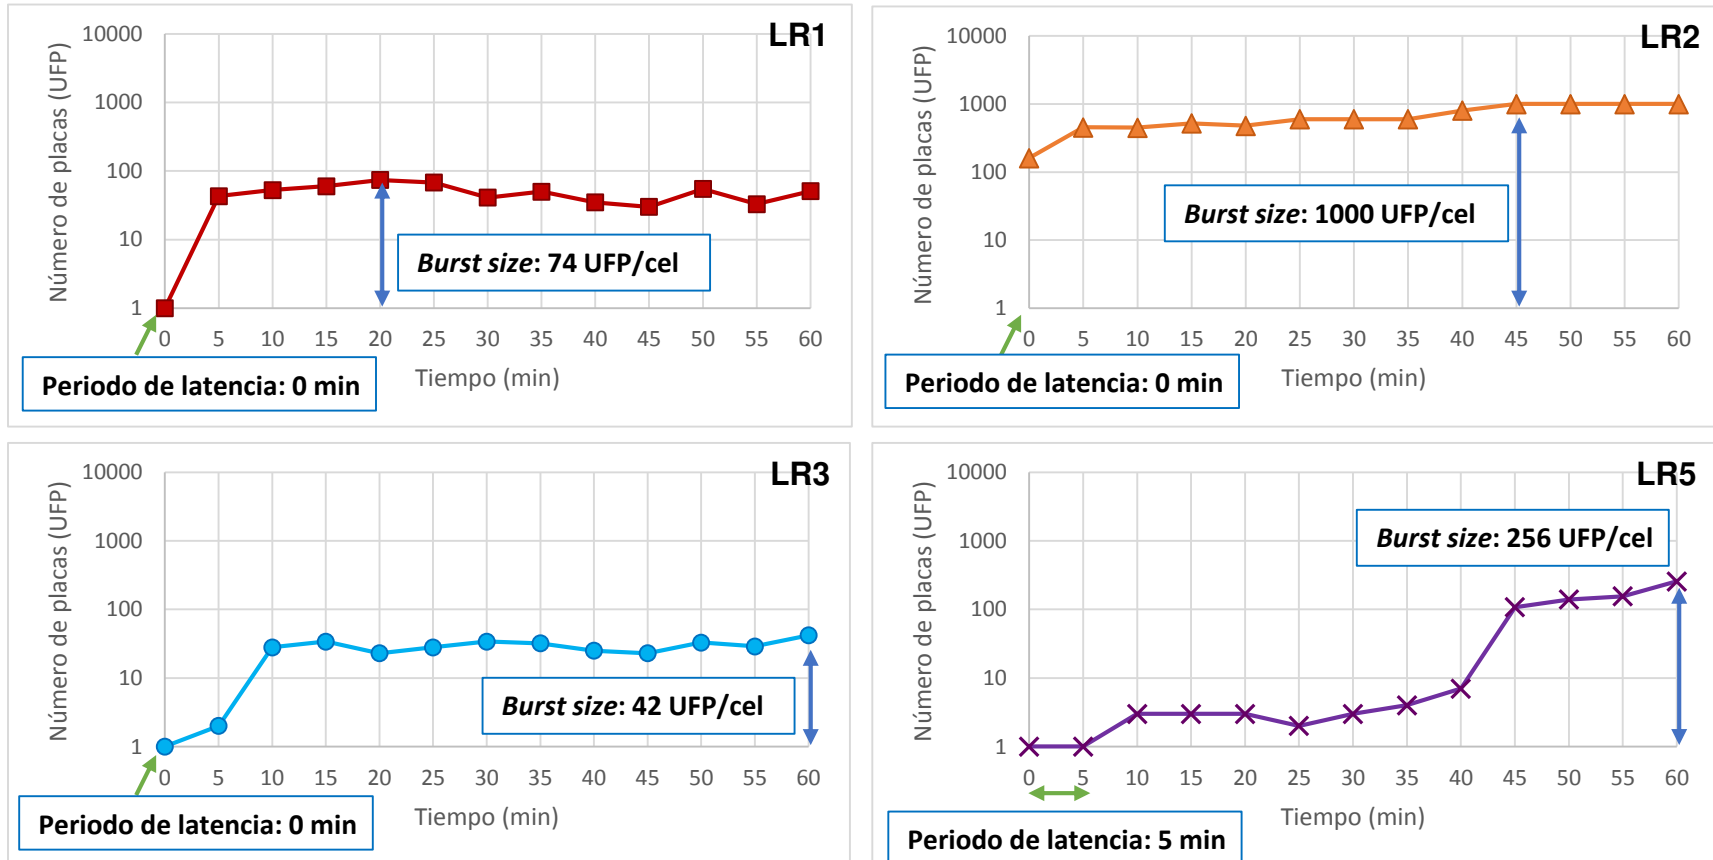 LR1
Número de placas (UFP)
10000
1000
100
10
1
Burst size: 74 UFP/cel
0 5 10 15 20 25 30 35 40 45 50 55 60
Tiempo (min)
Periodo de latencia: 0 min
LR2
Número de placas (UFP)
10000
1000
100
10
1
Burst size: 1000 UFP/cel
0 5 10 15 20 25 30 35 40 45 50 55 60
Tiempo (min)
Periodo de latencia: 0 min
LR3
Número de placas (UFP)
10000
1000
100
10
1
Burst size: 42 UFP/cel
0 5 10 15 20 25 30 35 40 45 50 55 60
Tiempo (min)
Periodo de latencia: 0 min
LR5
Número de placas (UFP)
10000
1000
100
10
1
Burst size: 256 UFP/cel
0 5 10 15 20 25 30 35 40 45 50 55 60
Tiempo (min)
Periodo de latencia: 5 min